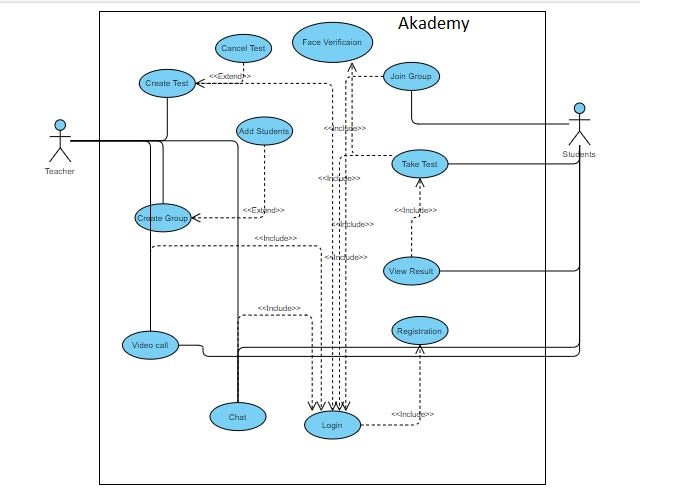 Akademy
Cancel Test
Face Verificaion
<<Extend>>
Create Test
Join Group
<<Include>>
Add Students
Teacher
Students
Take Test
<<Include>>
<<Extend>>
<<Include>>
Create Group
<<Include>>
<<Include>>
<<Include>>
View Result
<<Include>>
Registration
Video call
<<Include>>
Chat
Login